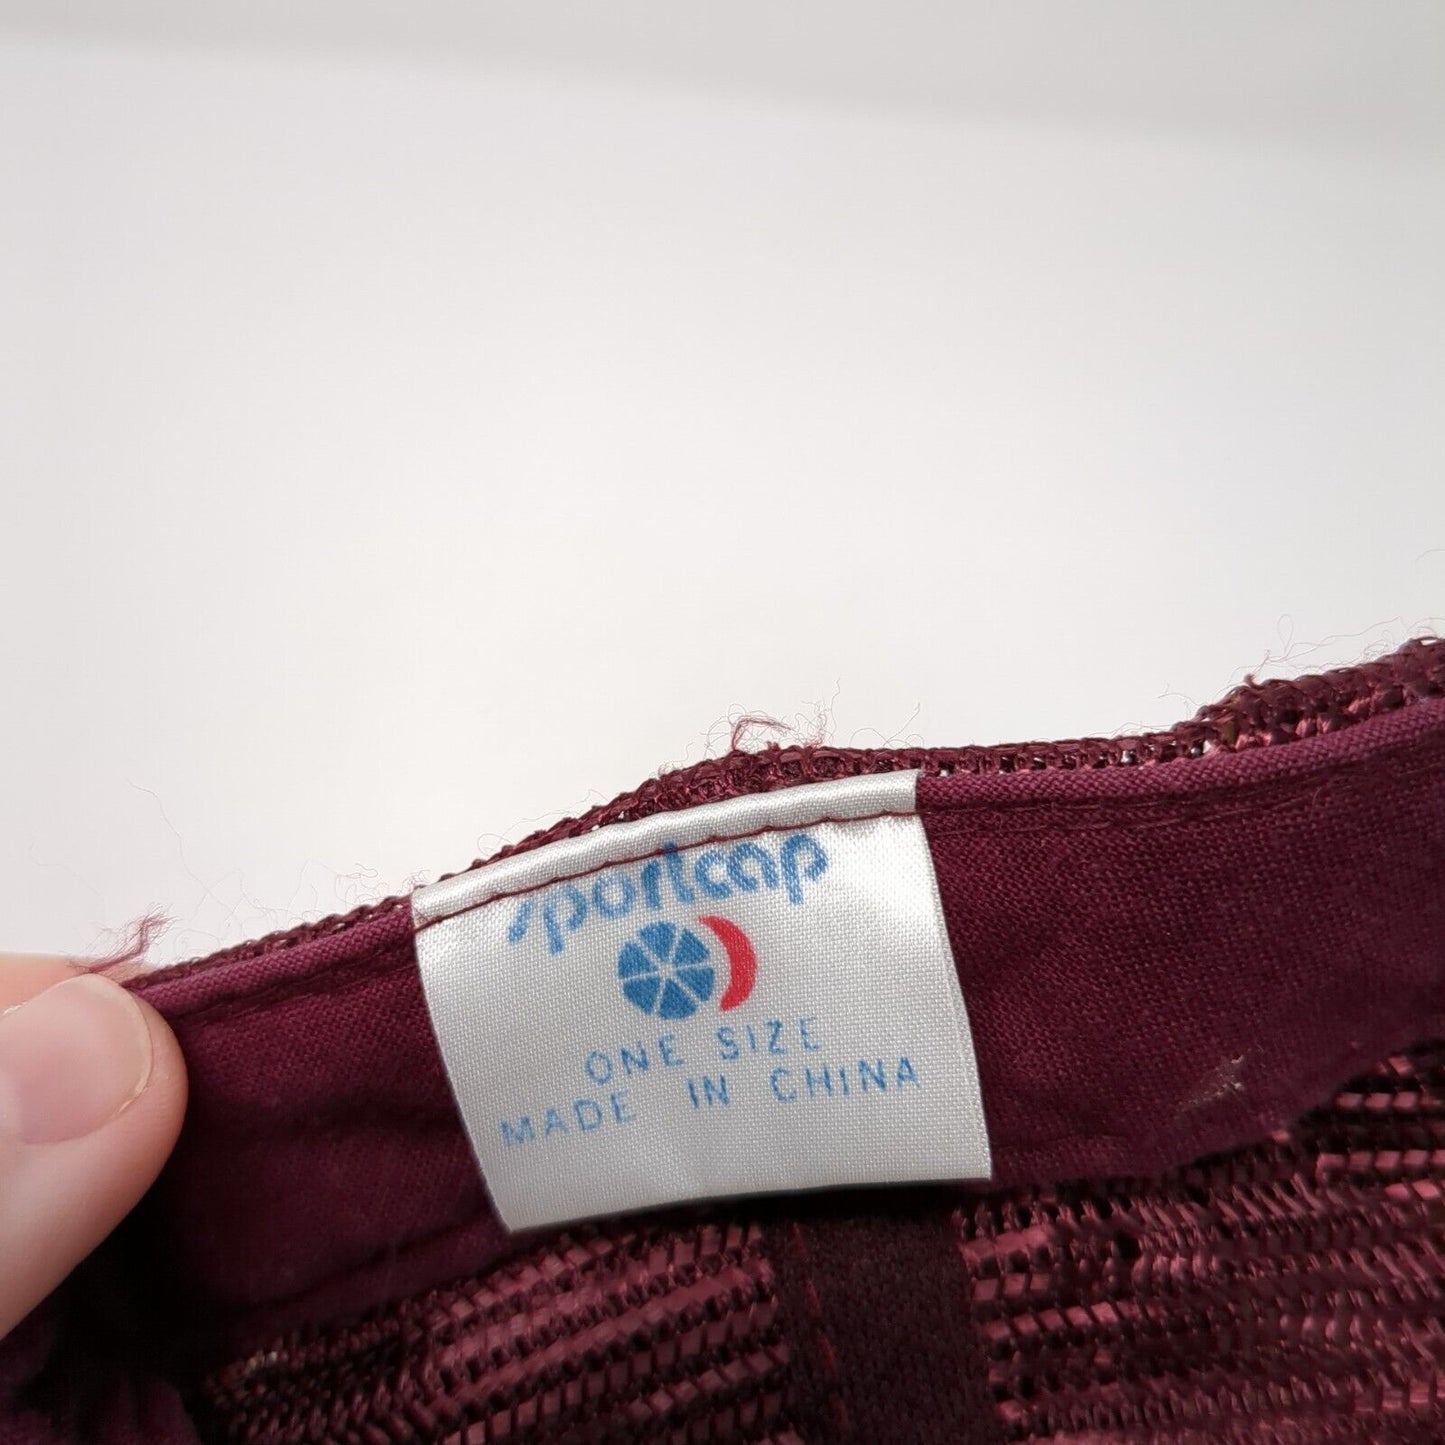 sportcap
ONE SIZE
MADE IN CHINA